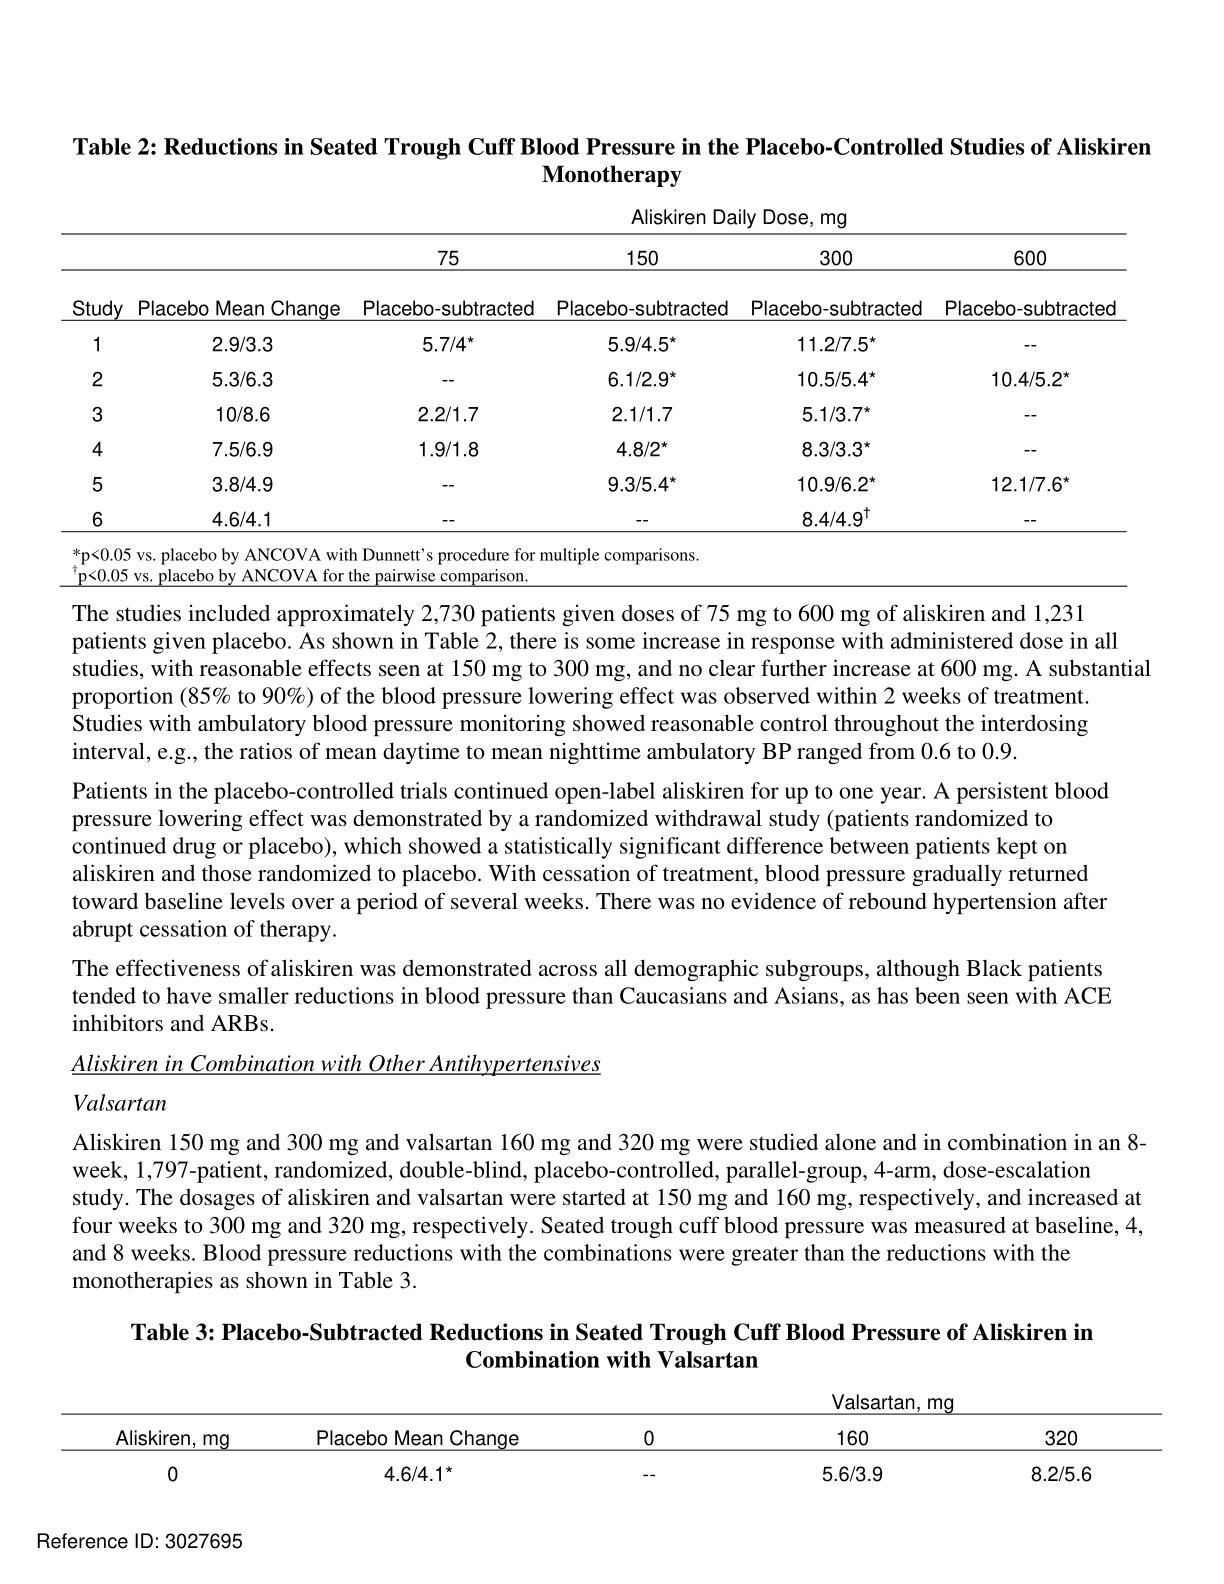 Table 2: Reductions in Seated Trough Cuff Blood Pressure in the Placebo-Controlled Studies of Aliskiren
Monotherapy
Aliskiren Daily Dose, mg
75 150 300 600
Study Placebo Mean Change Placebo-subtracted Placebo-subtracted Placebo-subtracted Placebo-subtracted
1 2.9/3.3 5.7/4* 5.9/4.5* 11.2/7.5* --
2 5.3/6.3 -- 6.1/2.9* 10.5/5.4* 10.4/5.2*
3 10/8.6 2.2/1.7 2.1/1.7 5.1/3.7* --
4 7.5/6.9 1.9/1.8 4.8/2* 8.3/3.3* --
5 3.8/4.9 -- 9.3/5.4* 10.9/6.2* 12.1/7.6*
6 4.6/4.1 -- -- 8.4/4.9† --
*p<0.05 vs. placebo by ANCOVA with Dunnett's procedure for multiple comparisons.
†p<0.05 vs. placebo by ANCOVA for the pairwise comparison.
The studies included approximately 2,730 patients given doses of 75 mg to 600 mg of aliskiren and 1,231
patients given placebo. As shown in Table 2, there is some increase in response with administered dose in all
studies, with reasonable effects seen at 150 mg to 300 mg, and no clear further increase at 600 mg. A substantial
proportion (85% to 90%) of the blood pressure lowering effect was observed within 2 weeks of treatment.
Studies with ambulatory blood pressure monitoring showed reasonable control throughout the interdosing
interval, e.g., the ratios of mean daytime to mean nighttime ambulatory BP ranged from 0.6 to 0.9.
Patients in the placebo-controlled trials continued open-label aliskiren for up to one year. A persistent blood
pressure lowering effect was demonstrated by a randomized withdrawal study (patients randomized to
continued drug or placebo), which showed a statistically significant difference between patients kept on
aliskiren and those randomized to placebo. With cessation of treatment, blood pressure gradually returned
toward baseline levels over a period of several weeks. There was no evidence of rebound hypertension after
abrupt cessation of therapy.
The effectiveness of aliskiren was demonstrated across all demographic subgroups, although Black patients
tended to have smaller reductions in blood pressure than Caucasians and Asians, as has been seen with ACE
inhibitors and ARBs.
Aliskiren in Combination with Other Antihypertensives
Valsartan
Aliskiren 150 mg and 300 mg and valsartan 160 mg and 320 mg were studied alone and in combination in an 8-
week, 1,797-patient, randomized, double-blind, placebo-controlled, parallel-group, 4-arm, dose-escalation
study. The dosages of aliskiren and valsartan were started at 150 mg and 160 mg, respectively, and increased at
four weeks to 300 mg and 320 mg, respectively. Seated trough cuff blood pressure was measured at baseline, 4,
and 8 weeks. Blood pressure reductions with the combinations were greater than the reductions with the
monotherapies as shown in Table 3.
Table 3: Placebo-Subtracted Reductions in Seated Trough Cuff Blood Pressure of Aliskiren in
Combination with Valsartan
Valsartan, mg
Aliskiren, mg Placebo Mean Change 0 160 320
0 4.6/4.1* -- 5.6/3.9 8.2/5.6
Reference ID: 3027695